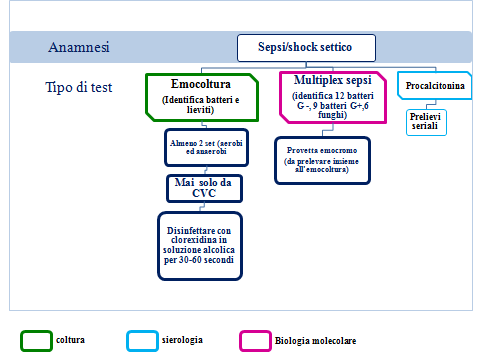 Anamnesi
Sepsi/shock settico
Tipo di test
Emocoltura
(Identifica batteri e
lieviti)
Multiplex sepsi
(identifica 12 batteri
G-, 9 batteri G+,6
funghi)
Procalcitonina
Prelievi
seriali
Almeno 2 set (aerobi
ed anaerobi
Provetta emocromo
(da prelevare insieme
all'emocoltura)
Mai solo da
CVC
Disinfettare con
clorexidina in
soluzione alcolica
per 30-60 secondi
coltura
sierologia
Biologia molecolare